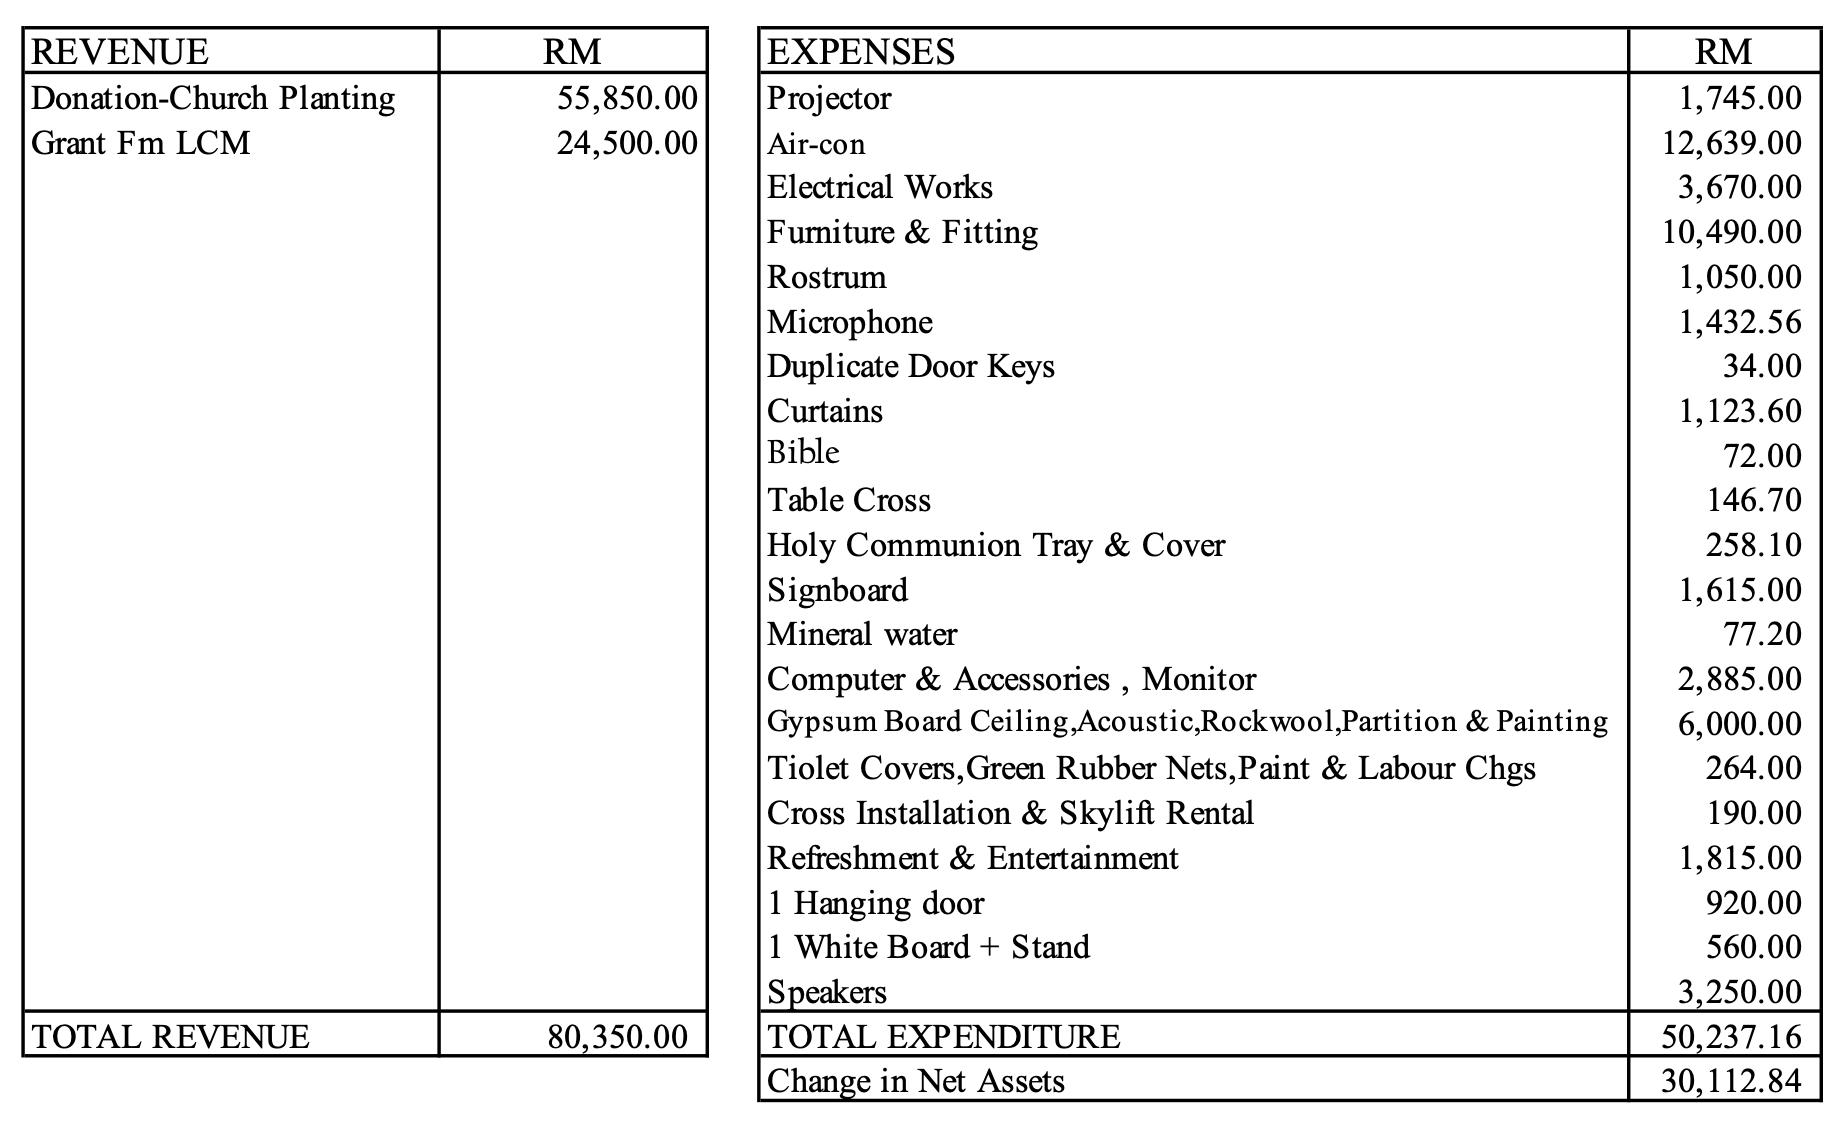 REVENUE RM
Donation-Church Planting 55,850.00
Grant Fm LCM 24,500.00
TOTAL REVENUE 80,350.00
EXPENSES RM
Projector 1,745.00
Air-con 12,639.00
Electrical Works 3,670.00
Furniture & Fitting 10,490.00
Rostrum 1,050.00
Microphone 1,432.56
Duplicate Door Keys 34.00
Curtains 1,123.60
Bible 72.00
Table Cross 146.70
Holy Communion Tray & Cover 258.10
Signboard 1,615.00
Mineral water 77.20
Computer & Accessories , Monitor 2,885.00
Gypsum Board Ceiling,Acoustic,Rockwool,Partition & Painting 6,000.00
Tiolet Covers,Green Rubber Nets,Paint & Labour Chgs 264.00
Cross Installation & Skylift Rental 190.00
Refreshment & Entertainment 1,815.00
1 Hanging door 920.00
1 White Board + Stand 560.00
Speakers 3,250.00
TOTAL EXPENDITURE 50,237.16
Change in Net Assets 30,112.84